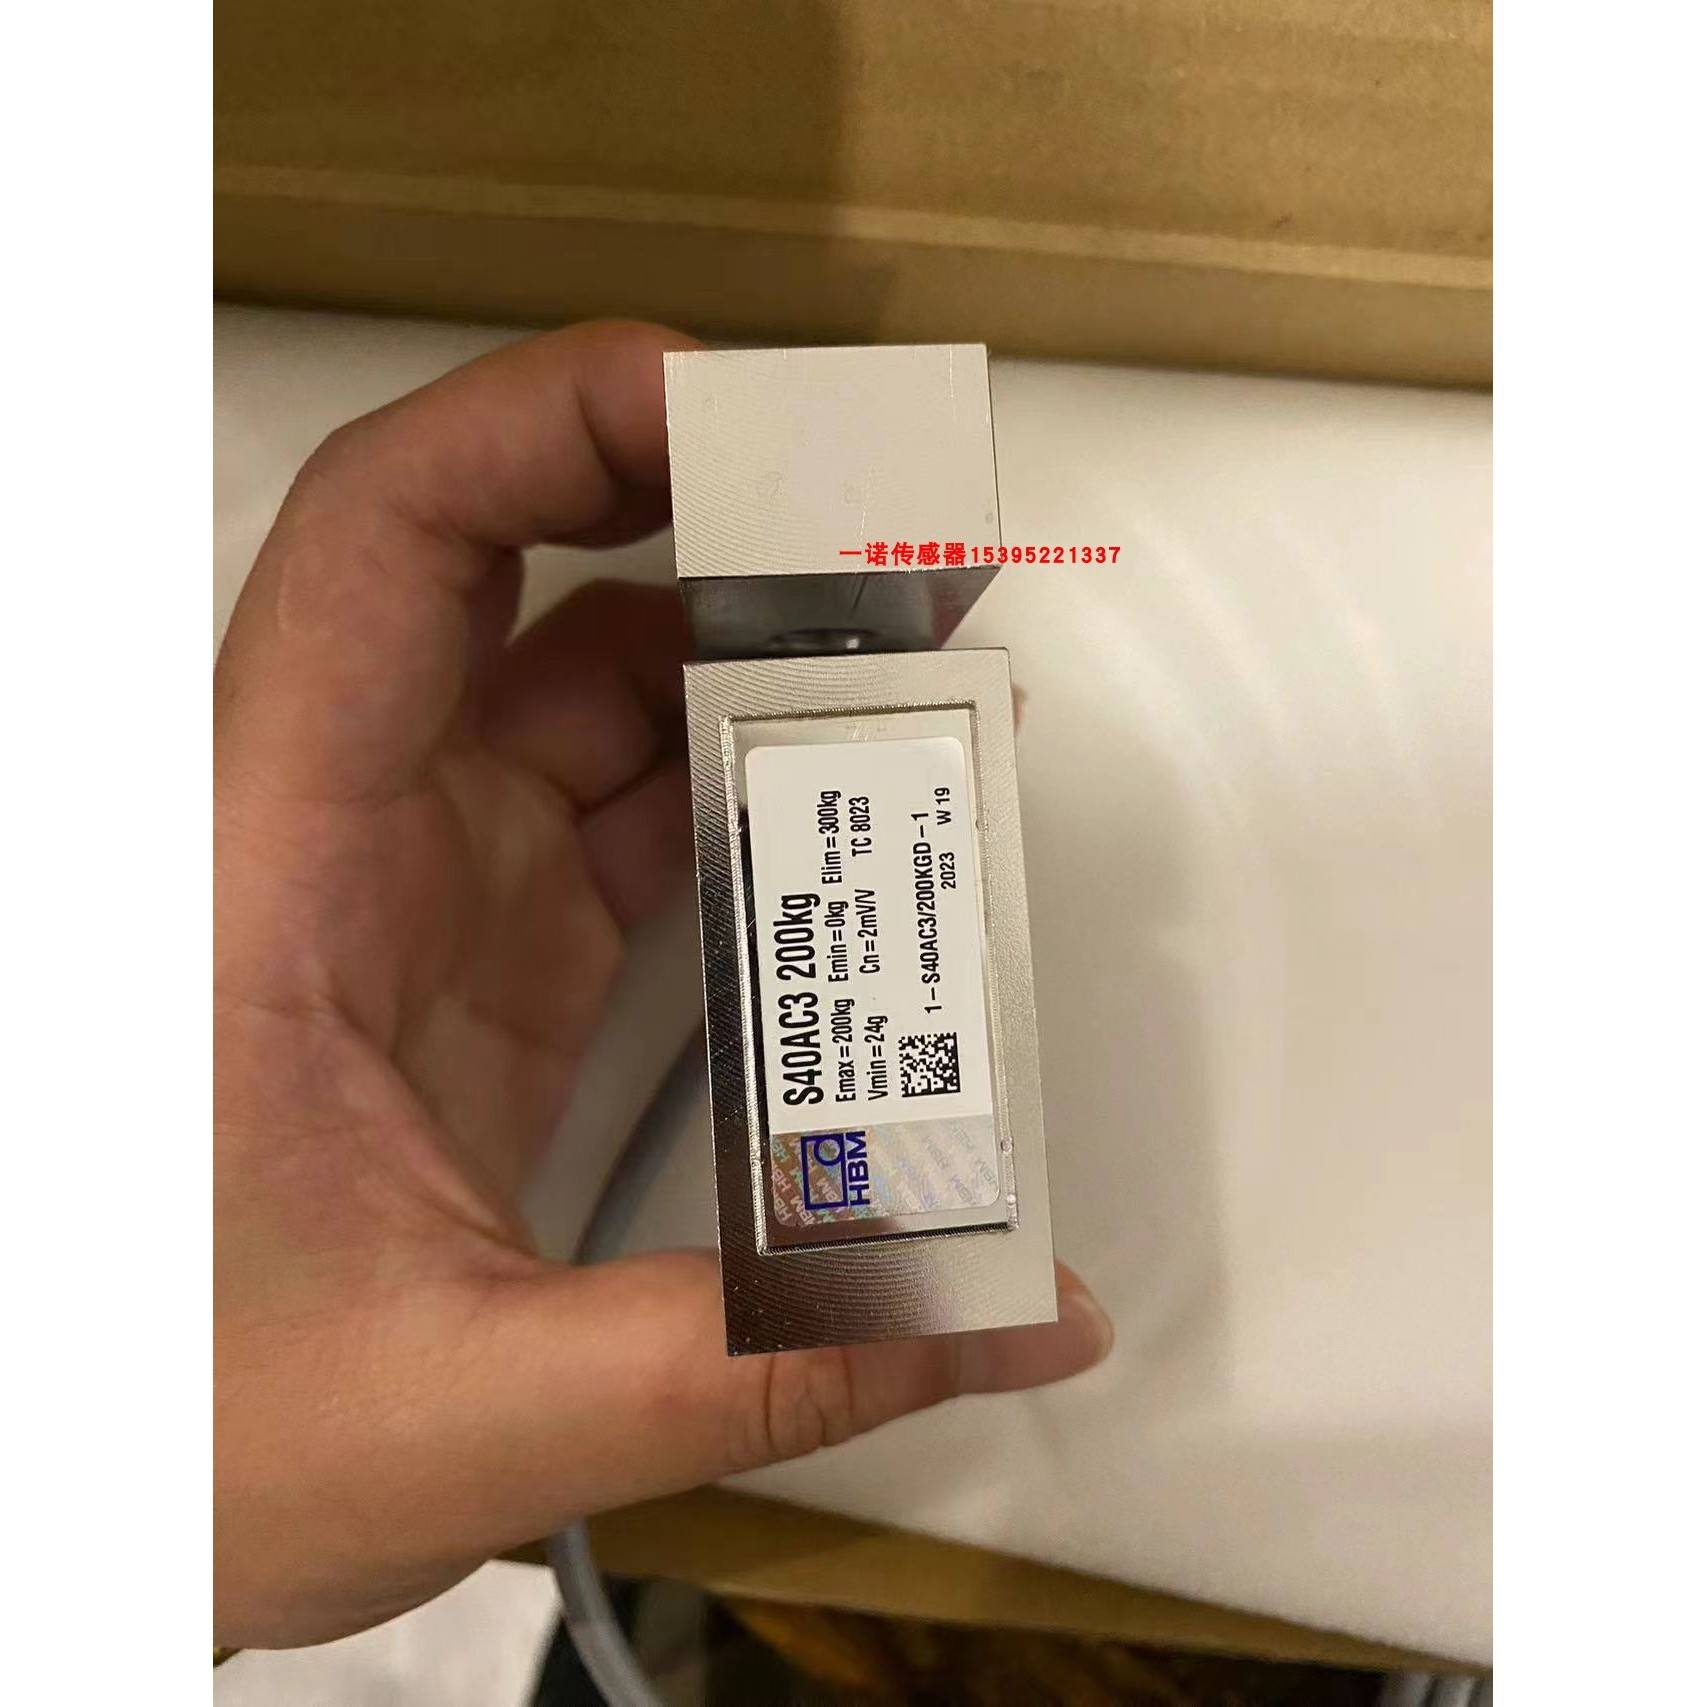 一诺传感器15395221337
S40AC3 200kg
Emax=200kg Emin=0kg Elim=300kg
Vmin=24g Cn=2mV/V TC 8023
1-S40AC3/200KGD-1
2023 W19
HBM